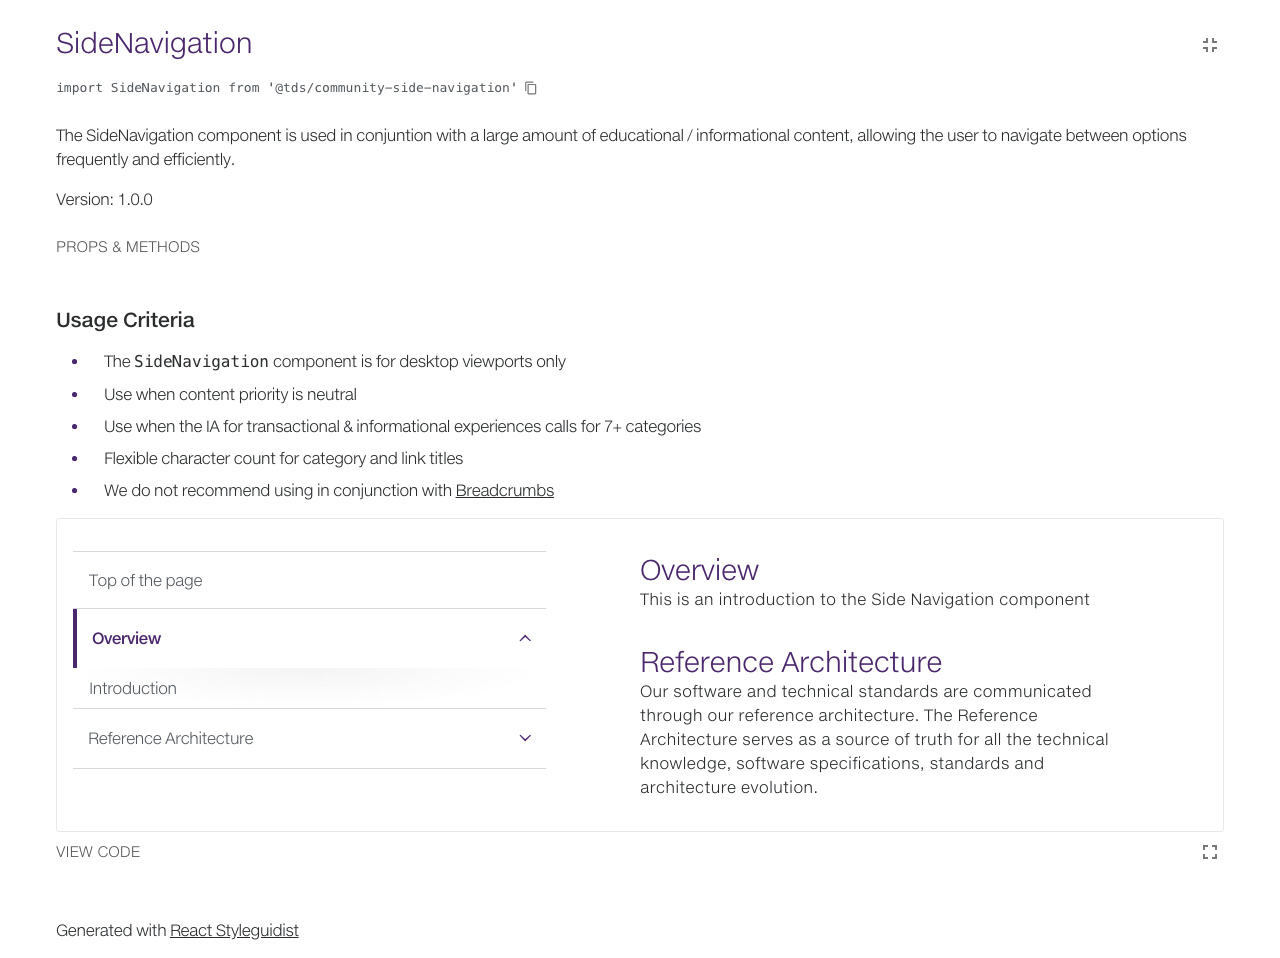 SideNavigation
import SideNavigation from '@tds/community-side-navigation'
The SideNavigation component is used in conjuntion with a large amount of educational / informational content, allowing the user to navigate between options
frequently and efficiently.
Version: 1.0.0
PROPS & METHODS
Usage Criteria
The SideNavigation component is for desktop viewports only
Use when content priority is neutral
Use when the IA for transactional & informational experiences calls for 7+ categories
Flexible character count for category and link titles
We do not recommend using in conjunction with Breadcrumbs
Top of the page
Overview
Introduction
Reference Architecture
Overview
This is an introduction to the Side Navigation component
Reference Architecture
Our software and technical standards are communicated
through our reference architecture. The Reference
Architecture serves as a source of truth for all the technical
knowledge, software specifications, standards and
architecture evolution.
VIEW CODE
Generated with React Styleguidist